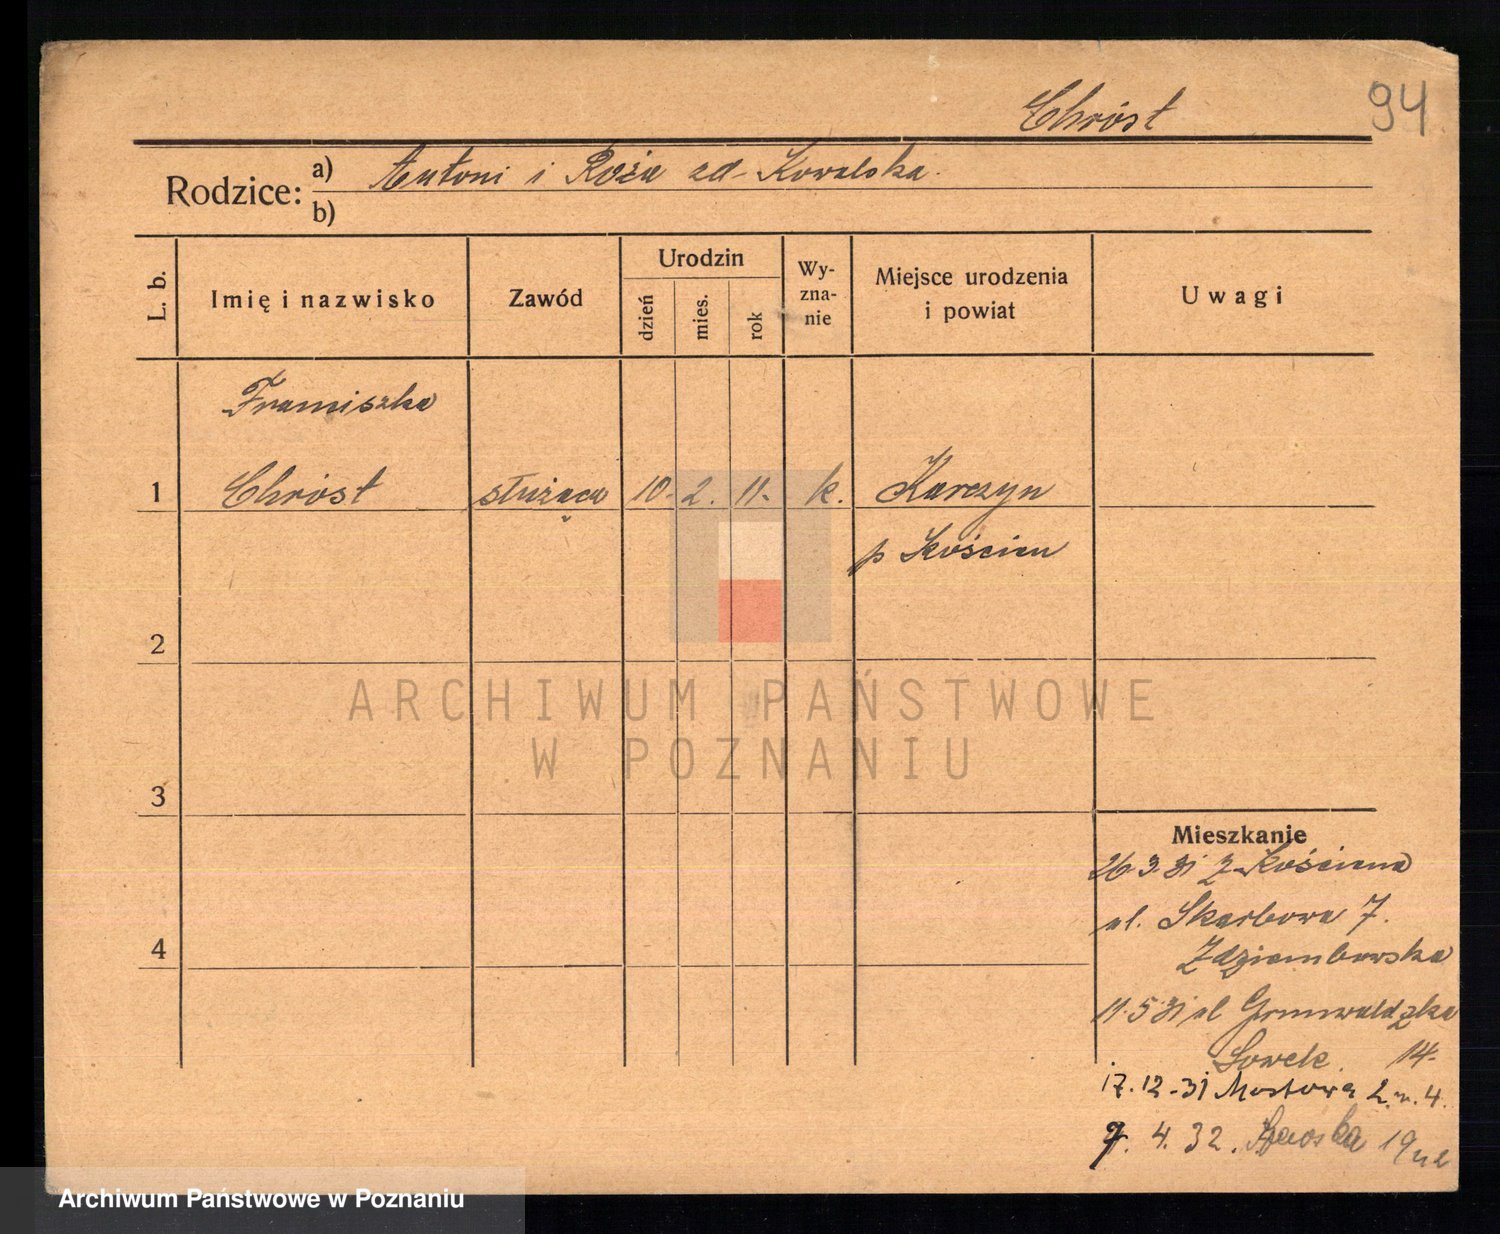 Chróst 94
Rodzice: a) Antoni i Róża zd Kowalska.
b)
L. b. Imię i nazwisko Zawód Urodzin dzień mies. rok Wy-zna-nie Miejsce urodzenia i powiat Uwagi
Franciszka
1 Chróst służąca 10. 2. 11. k. Karczyn
p Kościan
2
ARCHIWUM PAŃSTWOWE
W POZNANIU
3
Mieszkanie
26.3.31 z Kościana
ul. Skarbowa 7.
4
11.5.31 ul Grunwaldzka
14.
17.12.31 Mostowa 2 m. 4.
4. 32.
Archiwum Państwowe w Poznaniu